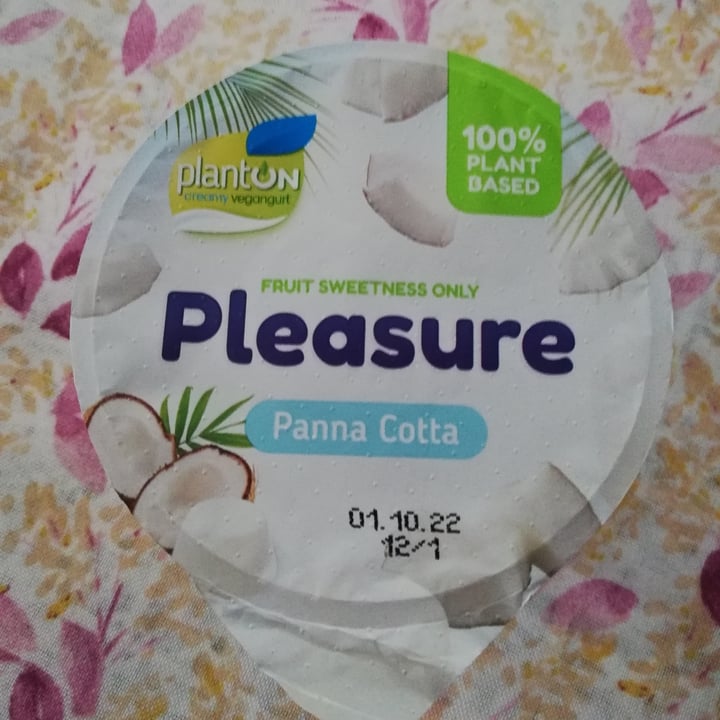 100%
PLANT
BASED
plantON
creamy vegangurt
FRUIT SWEETNESS ONLY
Pleasure
Panna Cotta
01.10.22
12/1